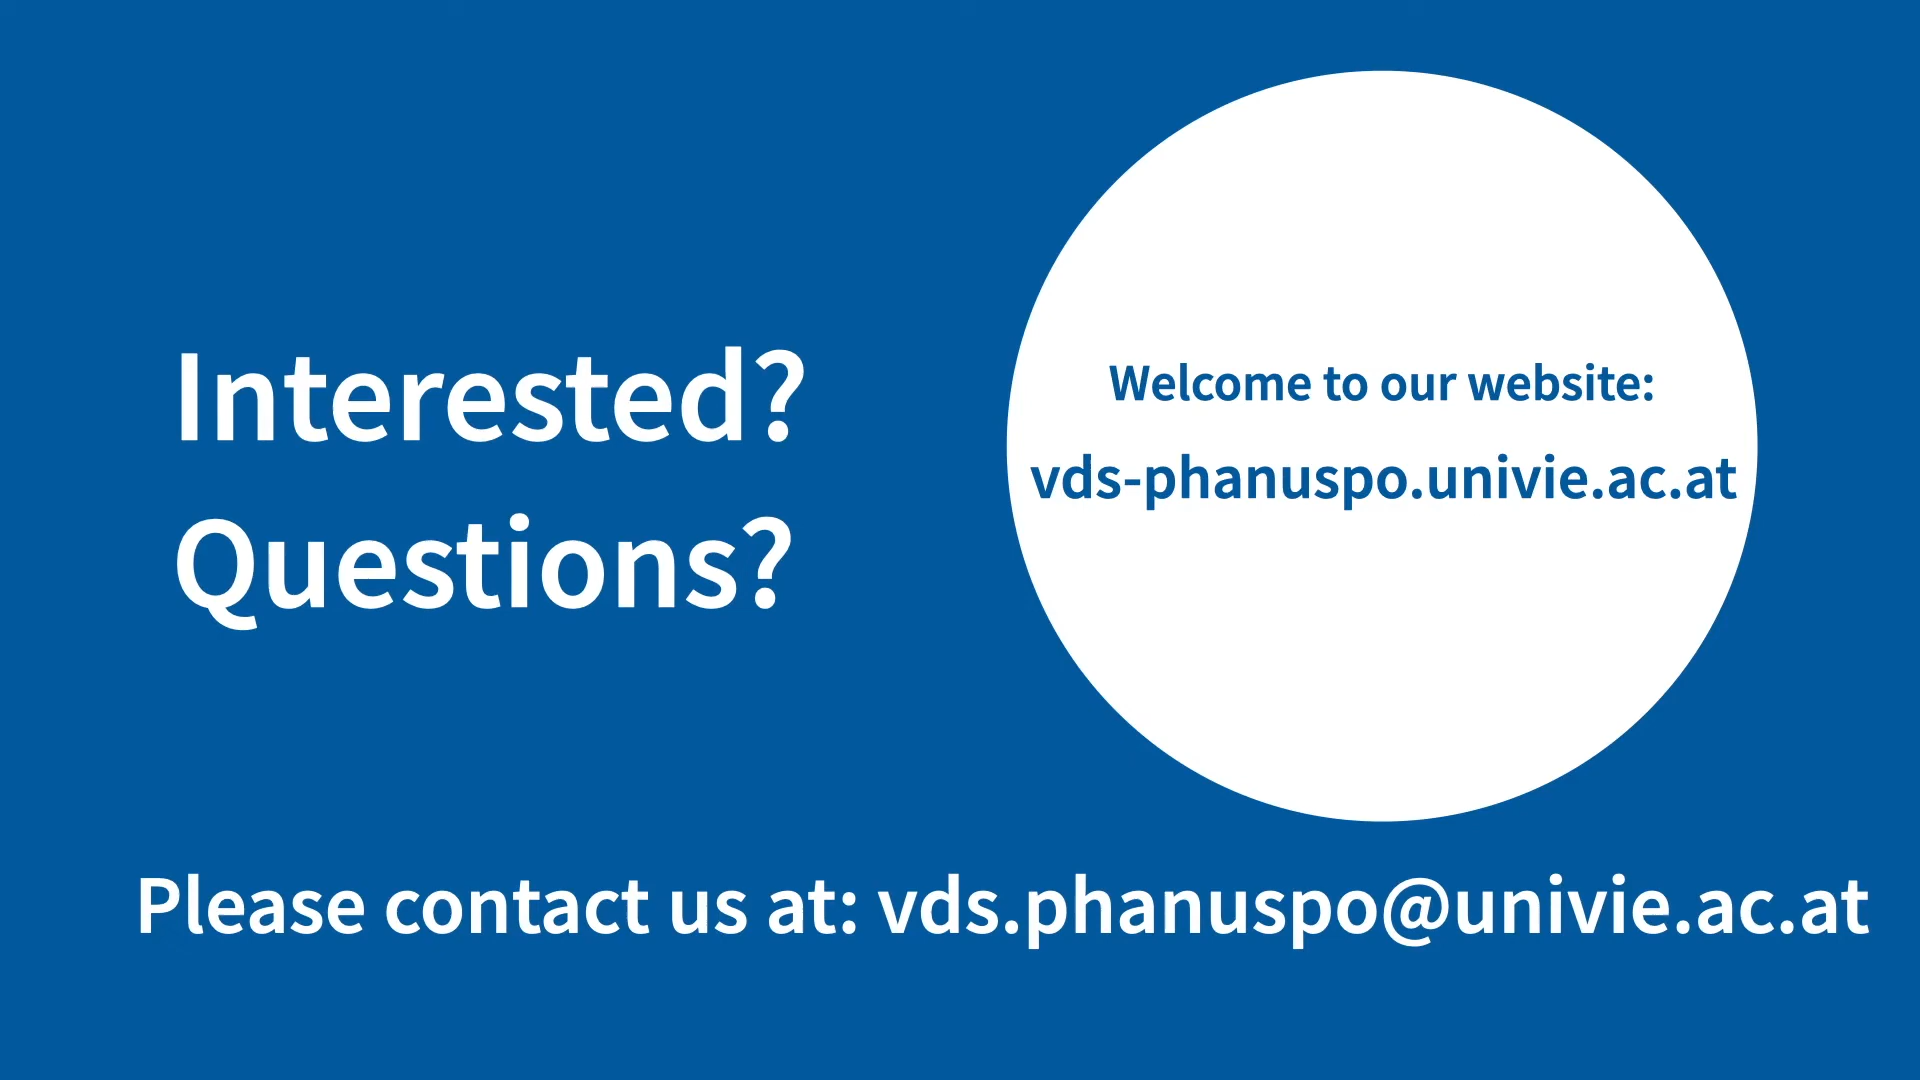 Interested?
Questions?
Welcome to our website:
vds-phanuspo.univie.ac.at
Please contact us at: vds.phanuspo@univie.ac.at